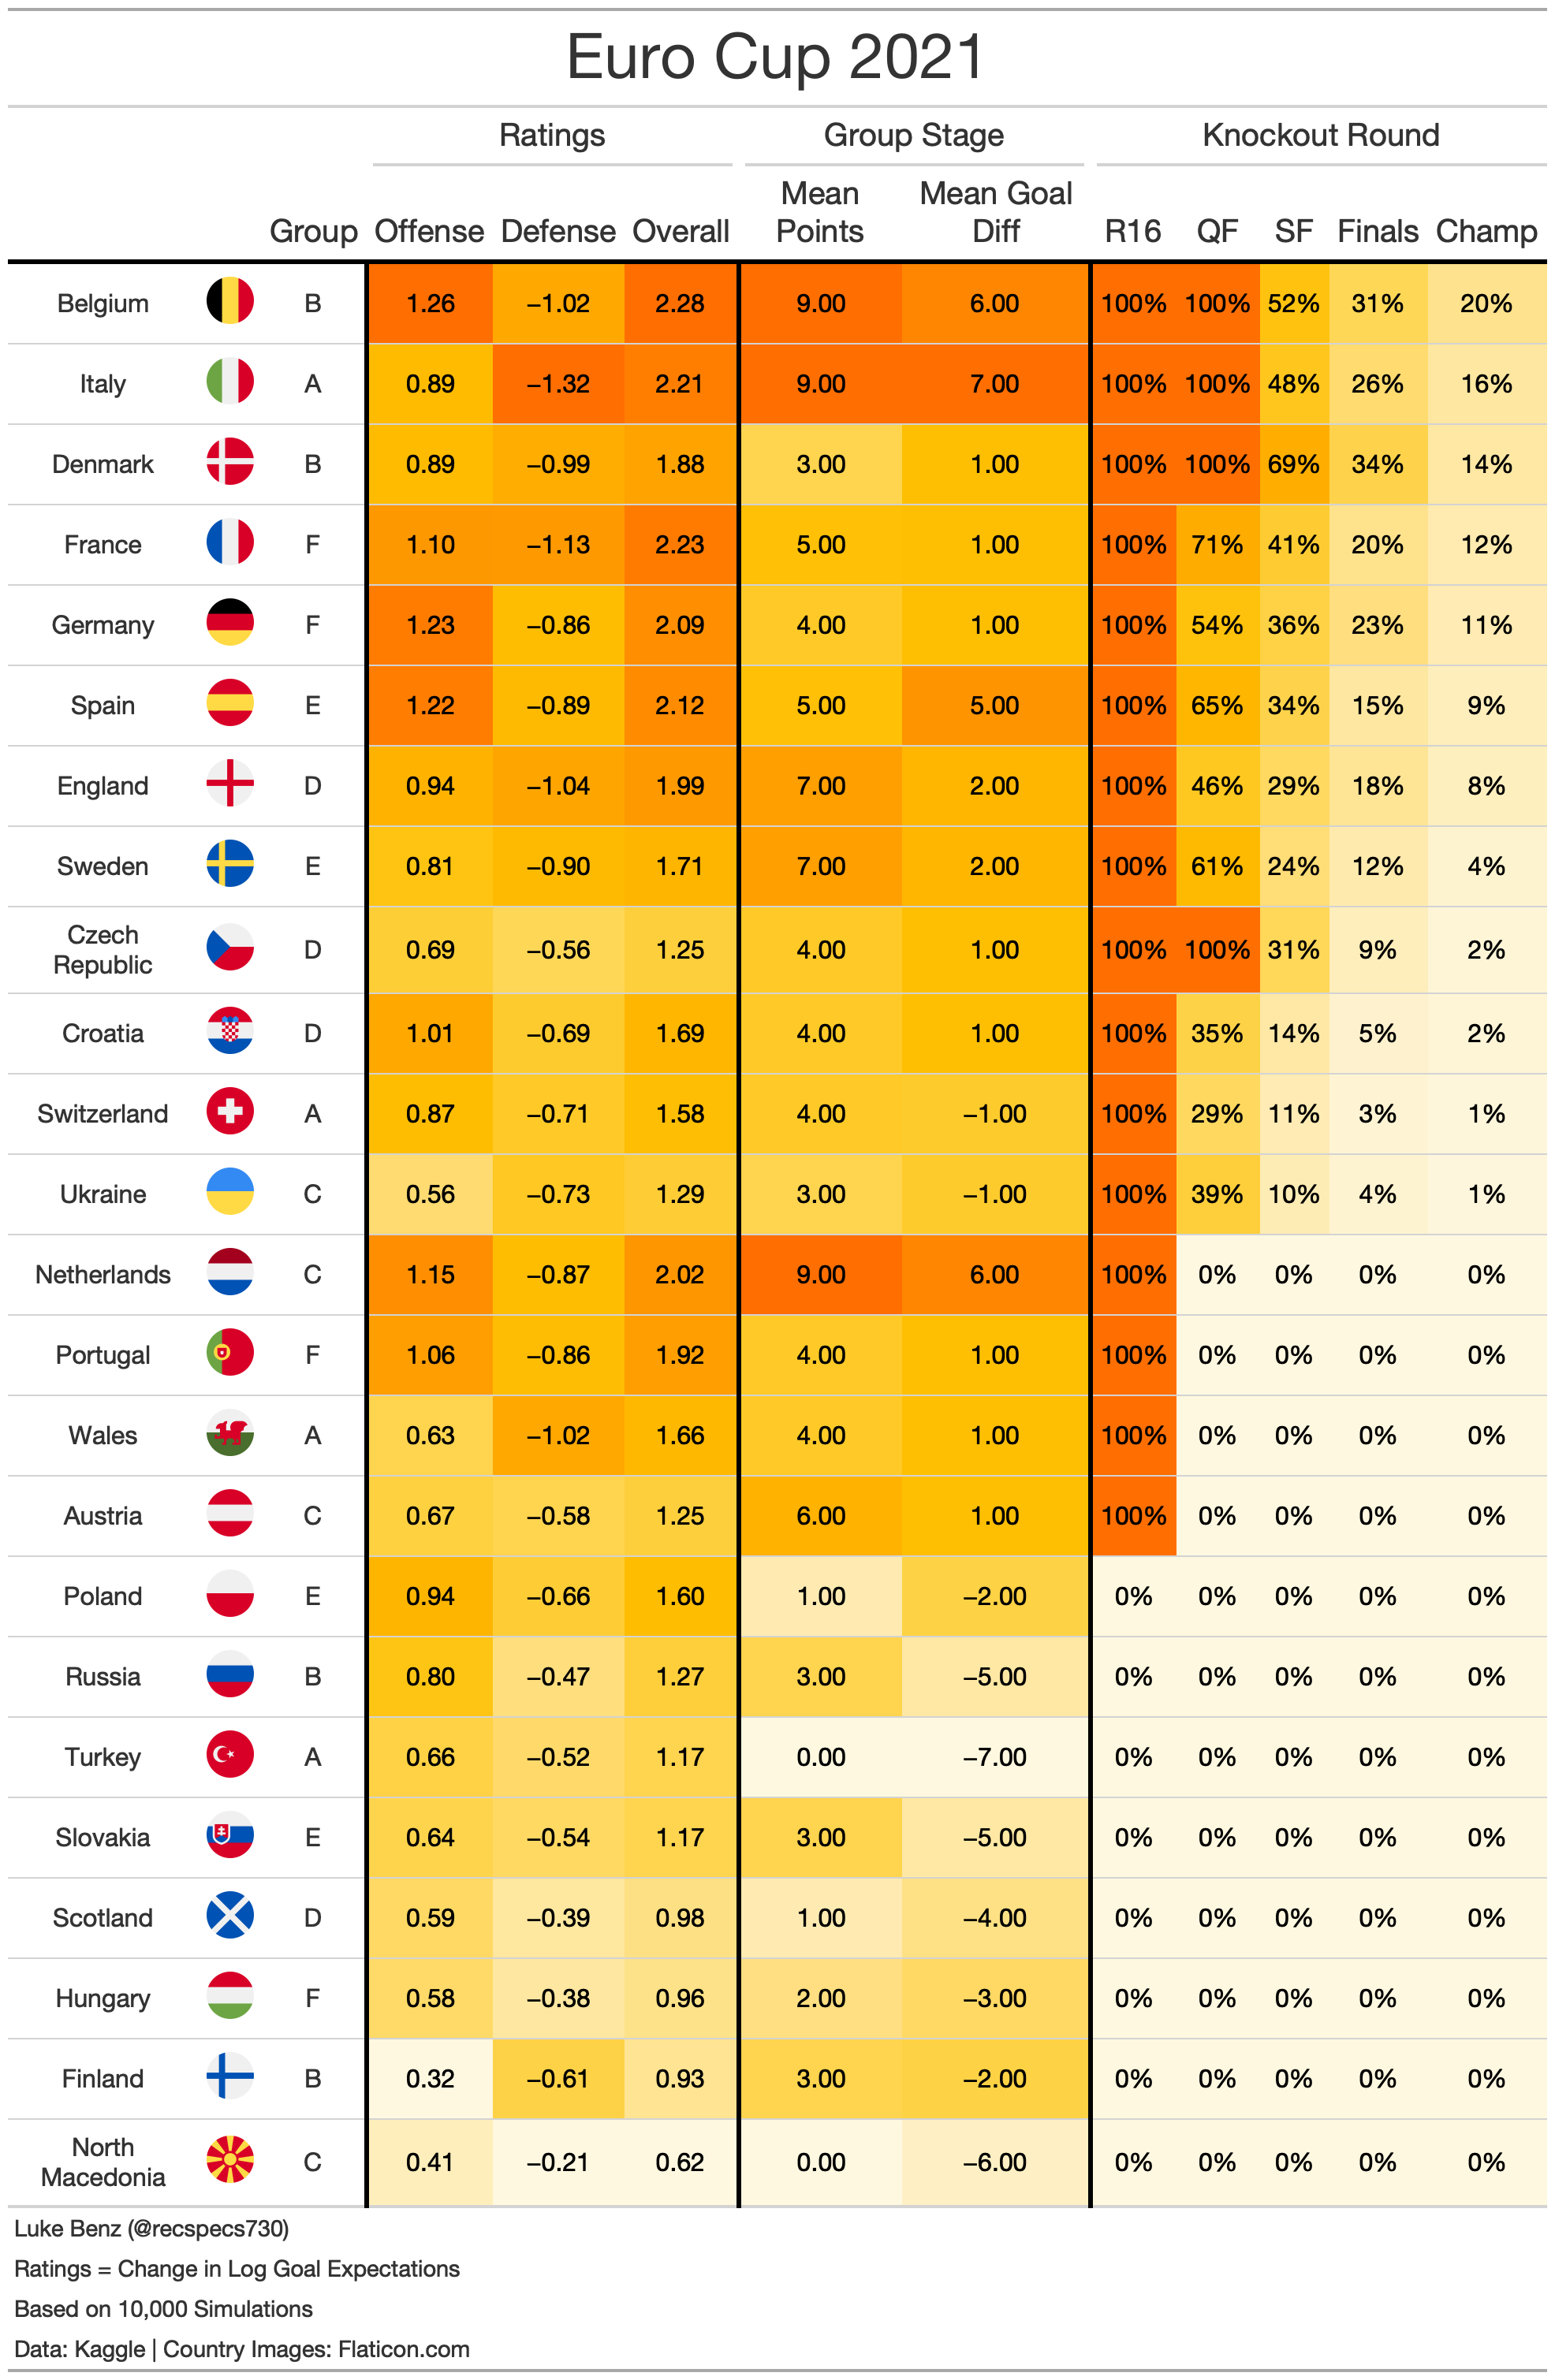 Euro Cup 2021
Ratings Group Stage Knockout Round
Mean Mean Goal
Group Offense Defense Overall Points Diff R16 QF SF Finals Champ
Belgium B 1.26 −1.02 2.28 9.00 6.00 100% 100% 52% 31% 20%
Italy A 0.89 −1.32 2.21 9.00 7.00 100% 100% 48% 26% 16%
Denmark B 0.89 −0.99 1.88 3.00 1.00 100% 100% 69% 34% 14%
France F 1.10 −1.13 2.23 5.00 1.00 100% 71% 41% 20% 12%
Germany F 1.23 −0.86 2.09 4.00 1.00 100% 54% 36% 23% 11%
Spain E 1.22 −0.89 2.12 5.00 5.00 100% 65% 34% 15% 9%
England D 0.94 −1.04 1.99 7.00 2.00 100% 46% 29% 18% 8%
Sweden E 0.81 −0.90 1.71 7.00 2.00 100% 61% 24% 12% 4%
Czech
Republic D 0.69 −0.56 1.25 4.00 1.00 100% 100% 31% 9% 2%
Croatia D 1.01 −0.69 1.69 4.00 1.00 100% 35% 14% 5% 2%
Switzerland A 0.87 −0.71 1.58 4.00 −1.00 100% 29% 11% 3% 1%
Ukraine C 0.56 −0.73 1.29 3.00 −1.00 100% 39% 10% 4% 1%
Netherlands C 1.15 −0.87 2.02 9.00 6.00 100% 0% 0% 0% 0%
Portugal F 1.06 −0.86 1.92 4.00 1.00 100% 0% 0% 0% 0%
Wales A 0.63 −1.02 1.66 4.00 1.00 100% 0% 0% 0% 0%
Austria C 0.67 −0.58 1.25 6.00 1.00 100% 0% 0% 0% 0%
Poland E 0.94 −0.66 1.60 1.00 −2.00 0% 0% 0% 0% 0%
Russia B 0.80 −0.47 1.27 3.00 −5.00 0% 0% 0% 0% 0%
Turkey A 0.66 −0.52 1.17 0.00 −7.00 0% 0% 0% 0% 0%
Slovakia E 0.64 −0.54 1.17 3.00 −5.00 0% 0% 0% 0% 0%
Scotland D 0.59 −0.39 0.98 1.00 −4.00 0% 0% 0% 0% 0%
Hungary F 0.58 −0.38 0.96 2.00 −3.00 0% 0% 0% 0% 0%
Finland B 0.32 −0.61 0.93 3.00 −2.00 0% 0% 0% 0% 0%
North
Macedonia C 0.41 −0.21 0.62 0.00 −6.00 0% 0% 0% 0% 0%
Luke Benz (@recspecs730)
Ratings = Change in Log Goal Expectations
Based on 10,000 Simulations
Data: Kaggle | Country Images: Flaticon.com